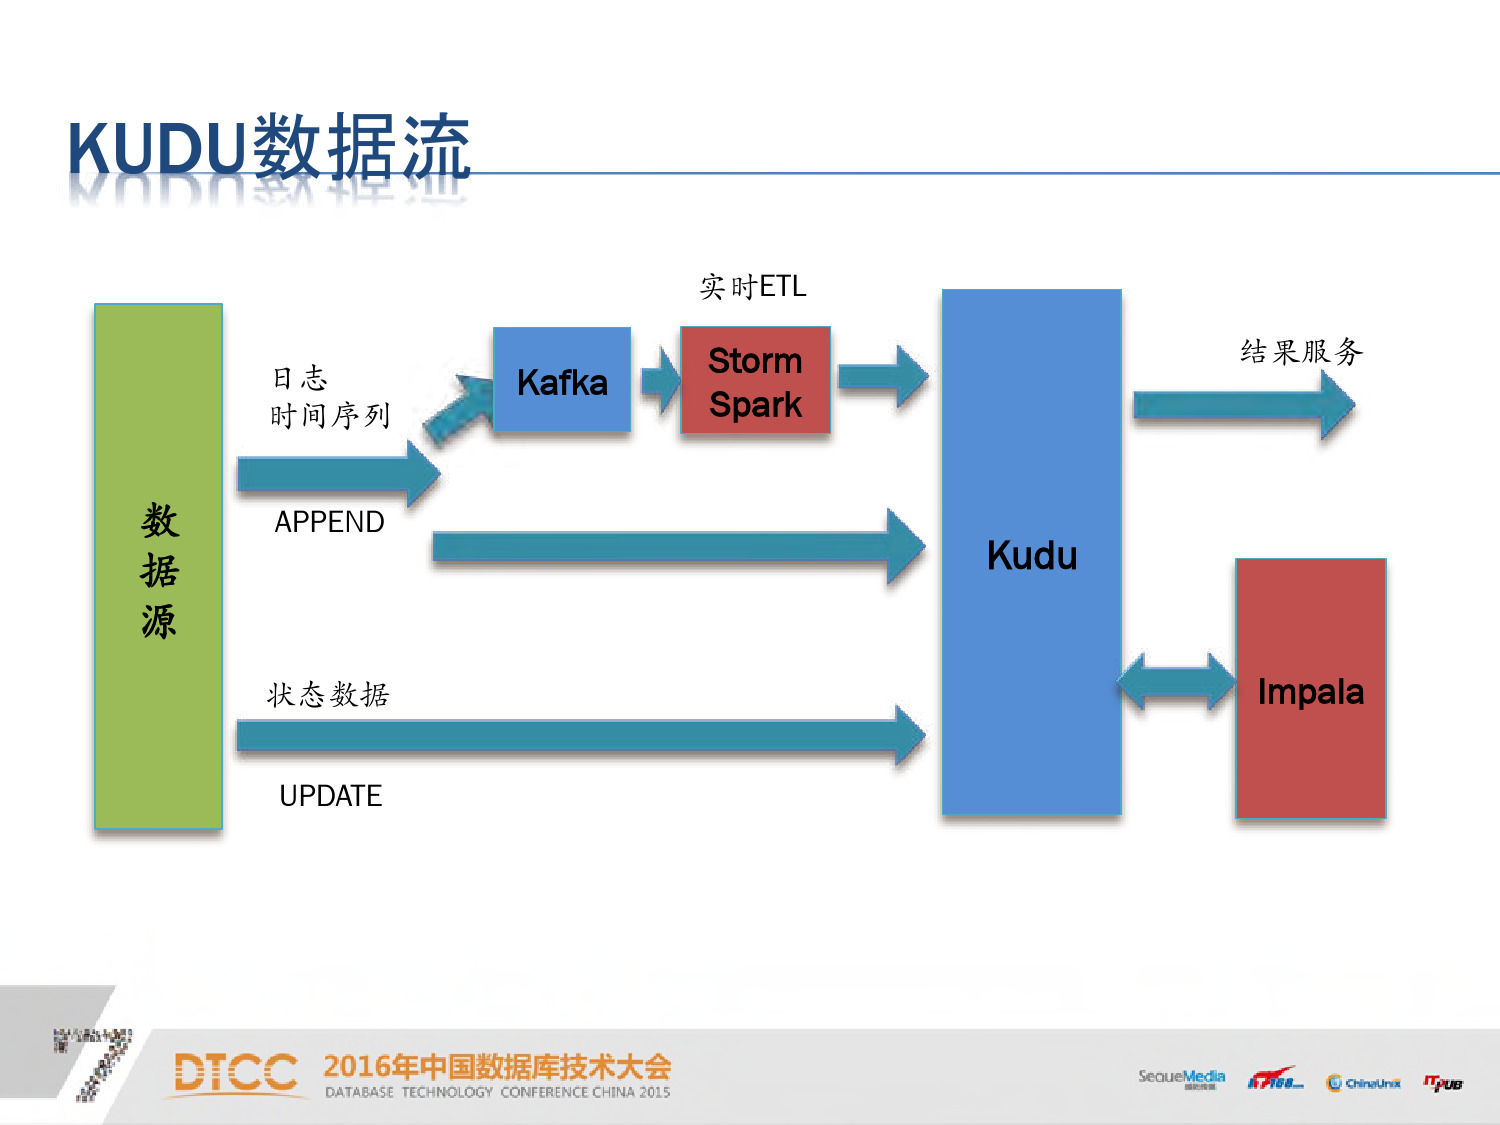 KUDU数据流
实时ETL
日志
时间序列
Kafka
Storm
Spark
结果服务
APPEND
数
据
源
Kudu
Impala
状态数据
UPDATE
DTCC
2016年中国数据库技术大会
DATABASE TECHNOLOGY CONFERENCE CHINA 2015
SequeMedia
IT168.com
ChinaUnix
ITPUB